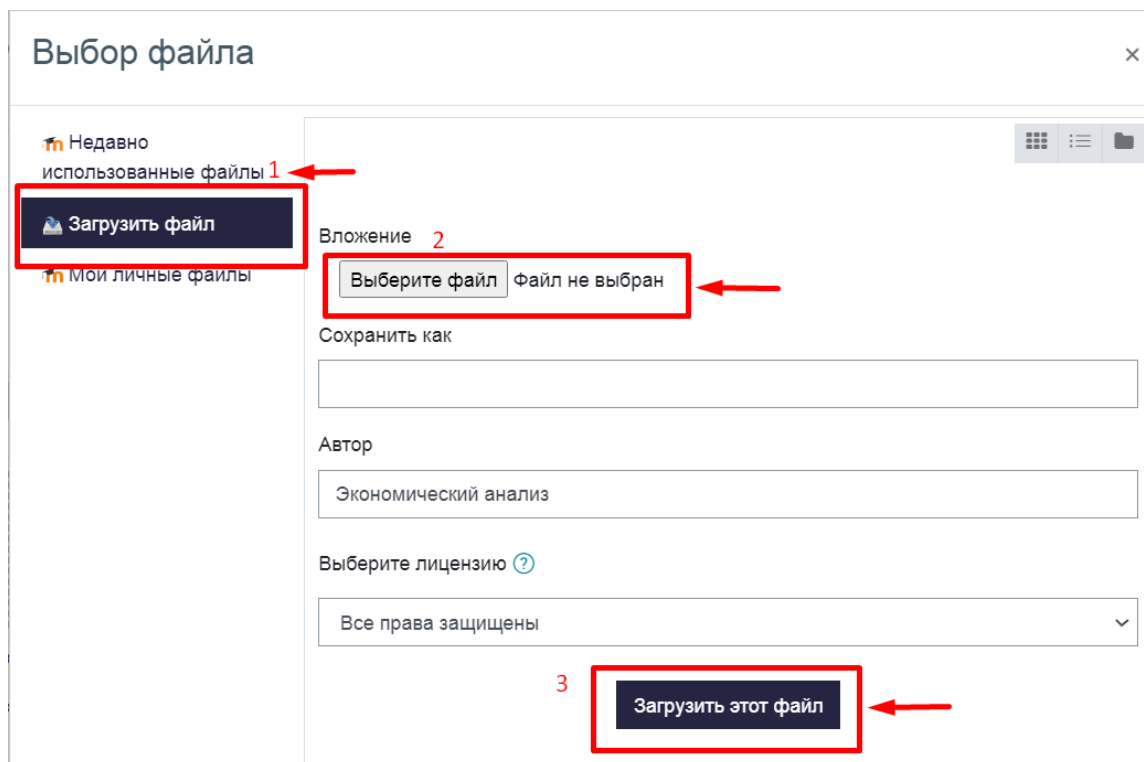 Выбор файла
×
Недавно
использованные файлы 1
Загрузить файл
Мои личные файлы
Вложение 2
Выберите файл Файл не выбран
Сохранить как
Автор
Экономический анализ
Выберите лицензию ?
Все права защищены
3
Загрузить этот файл